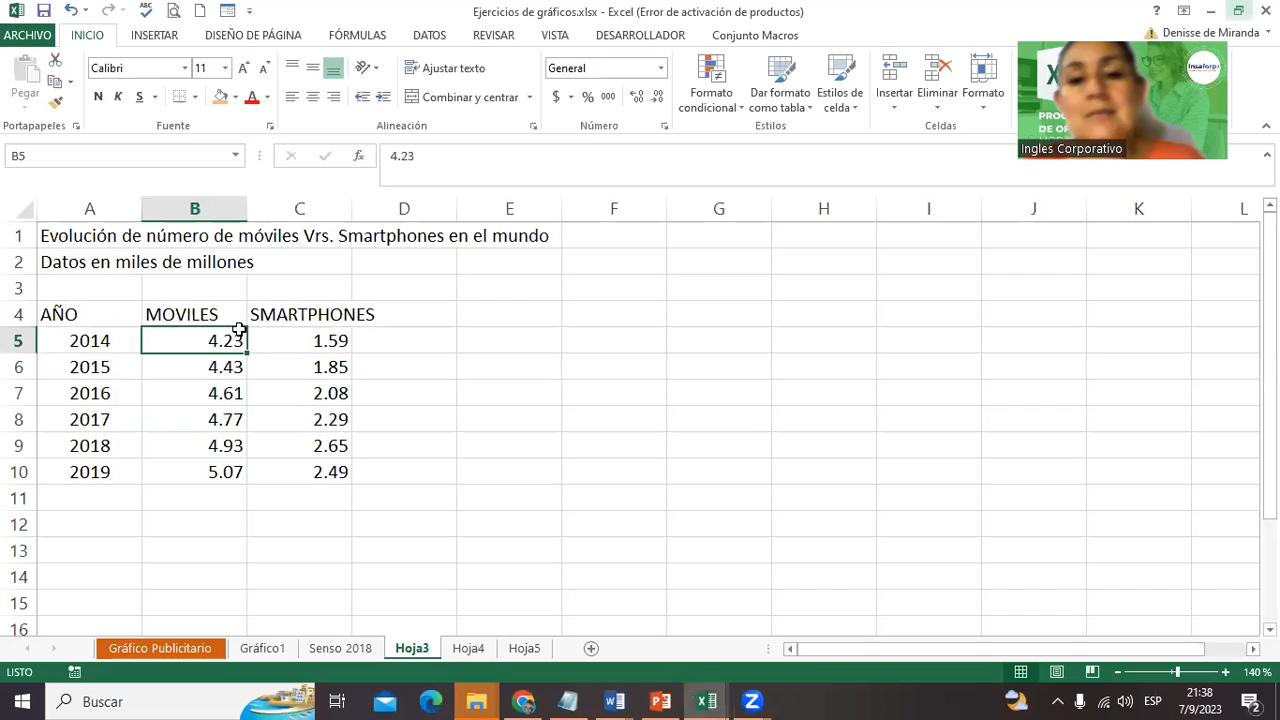 Ejercicios de gráficos.xlsx - Excel (Error de activación de productos)
ARCHIVO INICIO INSERTAR DISEÑO DE PÁGINA FÓRMULAS DATOS REVISAR VISTA DESARROLLADOR Conjunto Macros
Denisse de Miranda
Pegar
Calibri 11
N K S
Ajustar texto
Combinar y centrar
General
$ % 000
Formato condicional
Dar formato como tabla
Estilos de celda
Insertar Eliminar Formato
Portapapeles Fuente Alineación Número Estilos Celdas
Insaforp
Ingles Corporativo
B5 fx 4.23
A B C D E F G H I J K L
1 Evolución de número de móviles Vrs. Smartphones en el mundo
2 Datos en miles de millones
3
4 AÑO MOVILES SMARTPHONES
5 2014 4.23 1.59
6 2015 4.43 1.85
7 2016 4.61 2.08
8 2017 4.77 2.29
9 2018 4.93 2.65
10 2019 5.07 2.49
11
12
13
14
15
16
Gráfico Publicitario Gráfico1 Senso 2018 Hoja3 Hoja4 Hoja5
LISTO 140 %
Buscar
ESP 21:38
7/9/2023 2